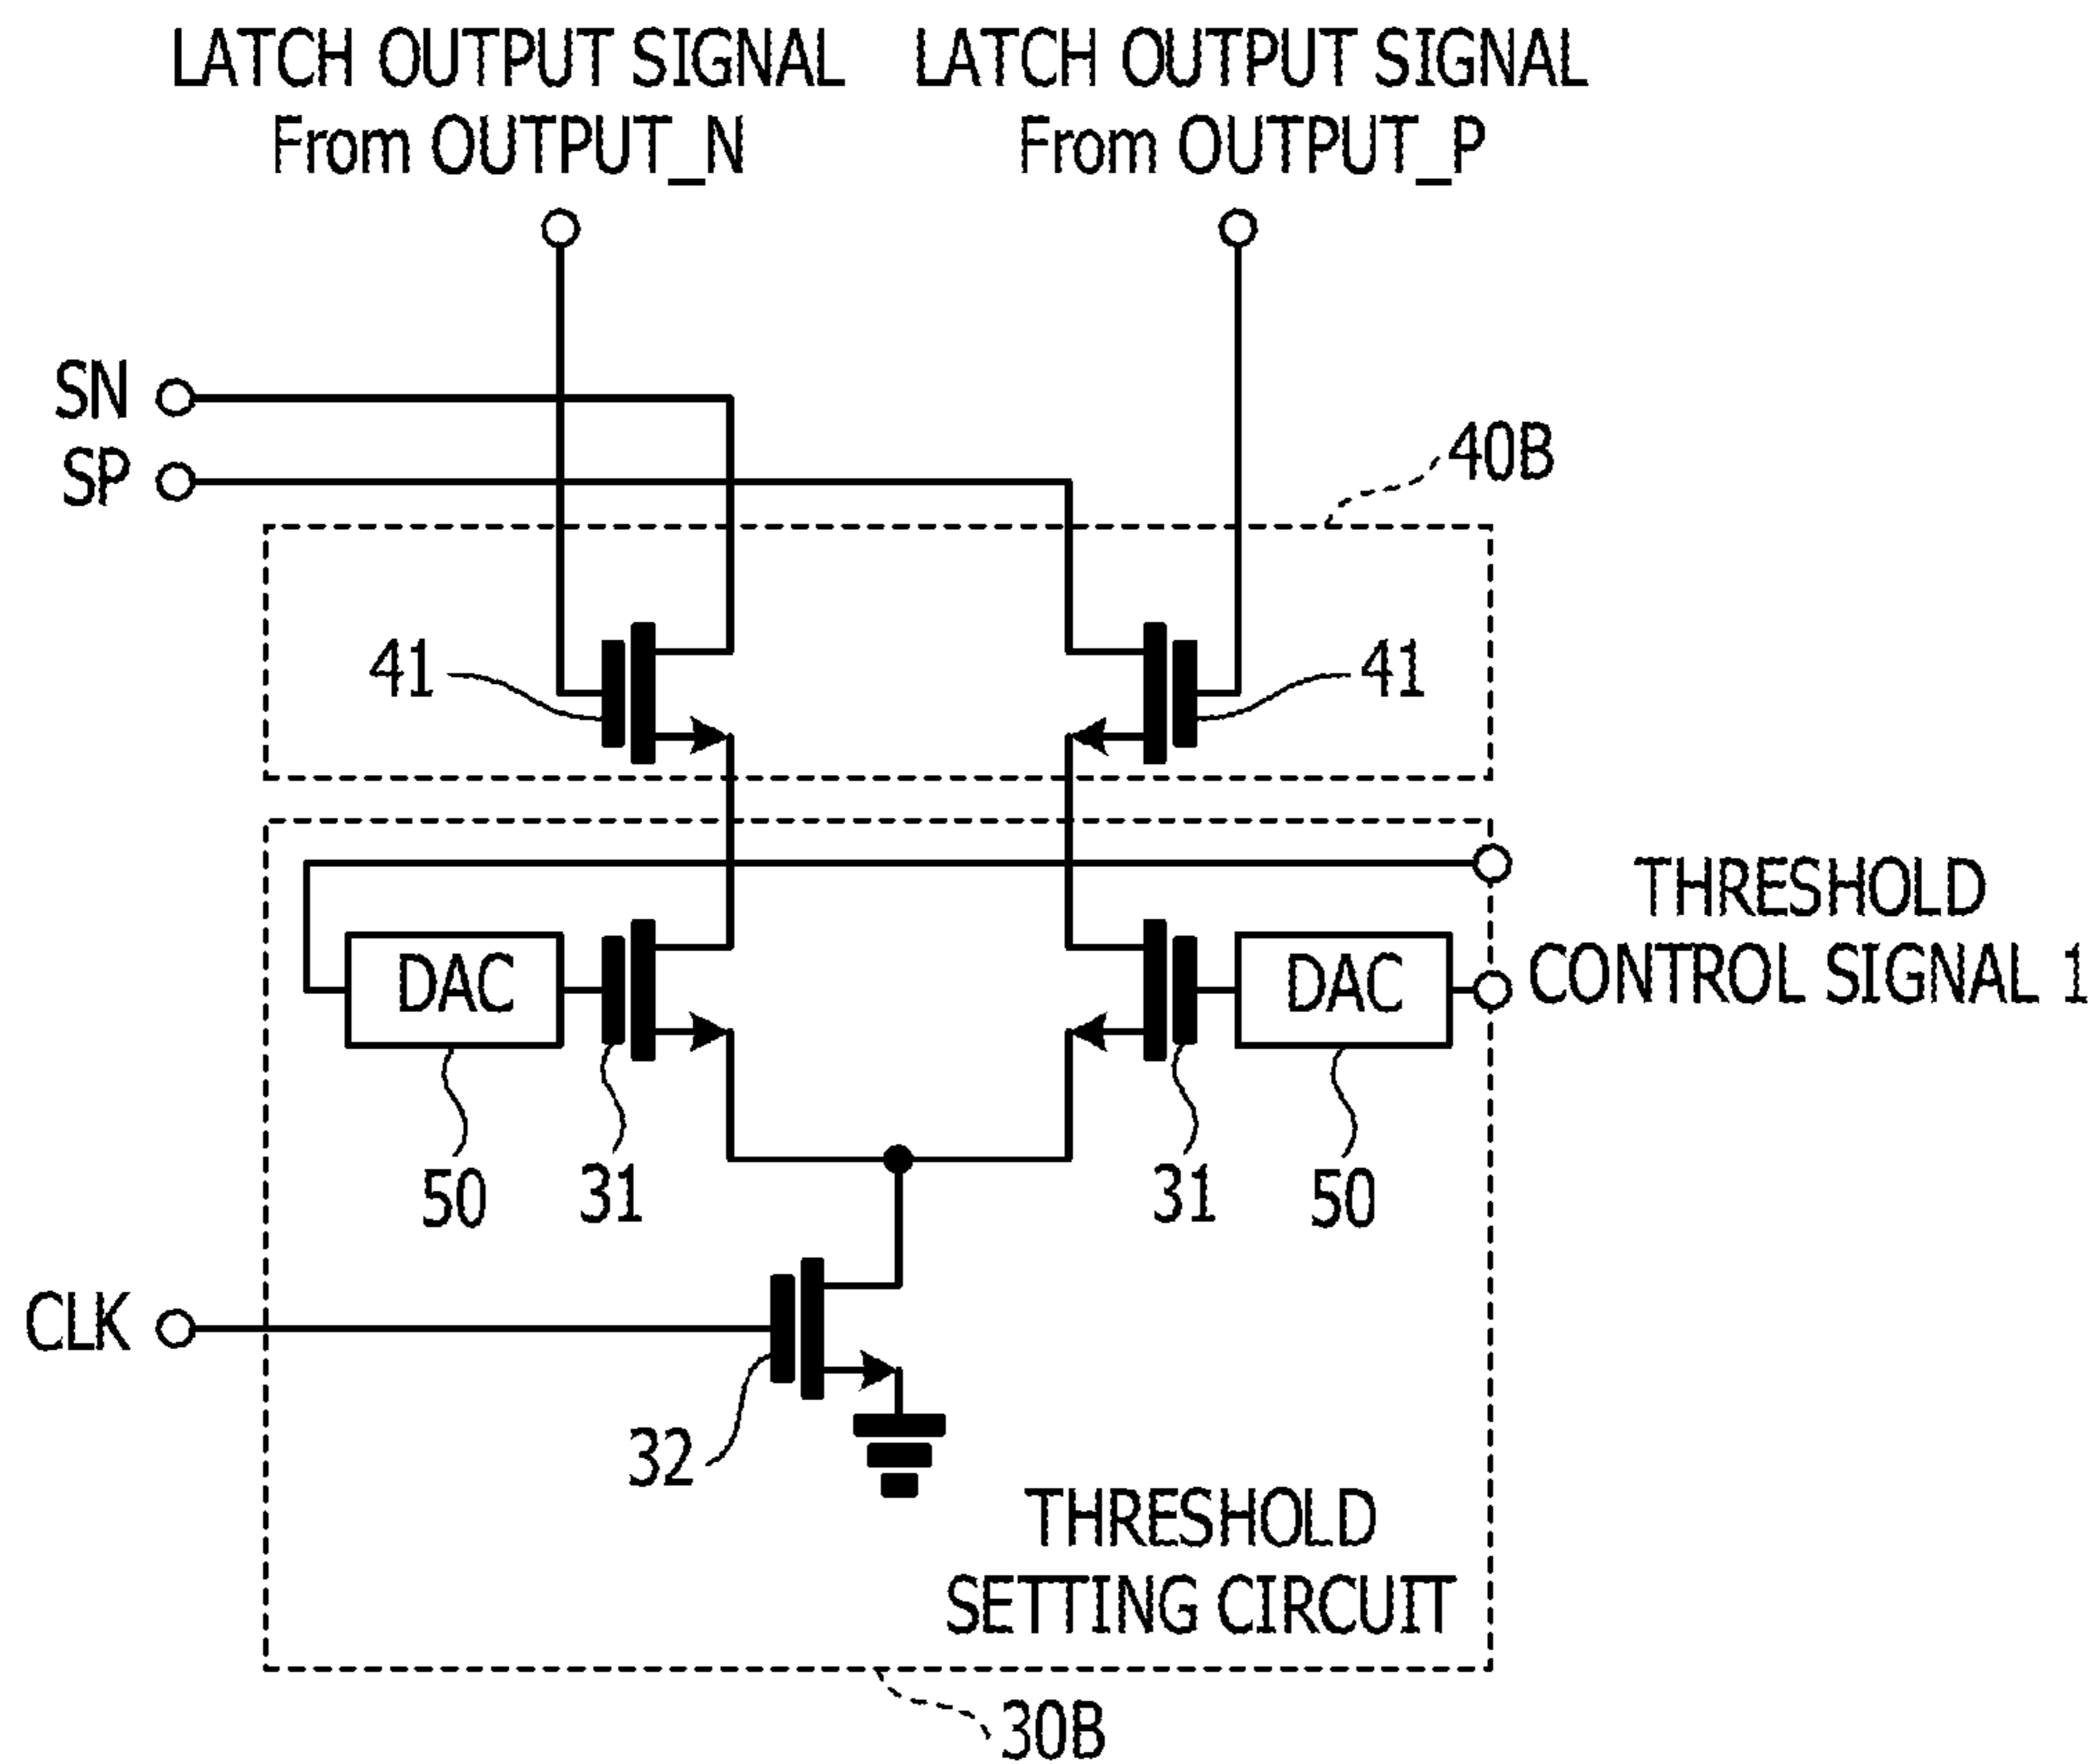 LATCH OUTPUT SIGNAL
From OUTPUT_N
LATCH OUTPUT SIGNAL
From OUTPUT_P
SN
SP
40B
41
41
THRESHOLD
CONTROL SIGNAL 1
DAC
DAC
50
31
31
50
CLK
32
THRESHOLD
SETTING CIRCUIT
30B